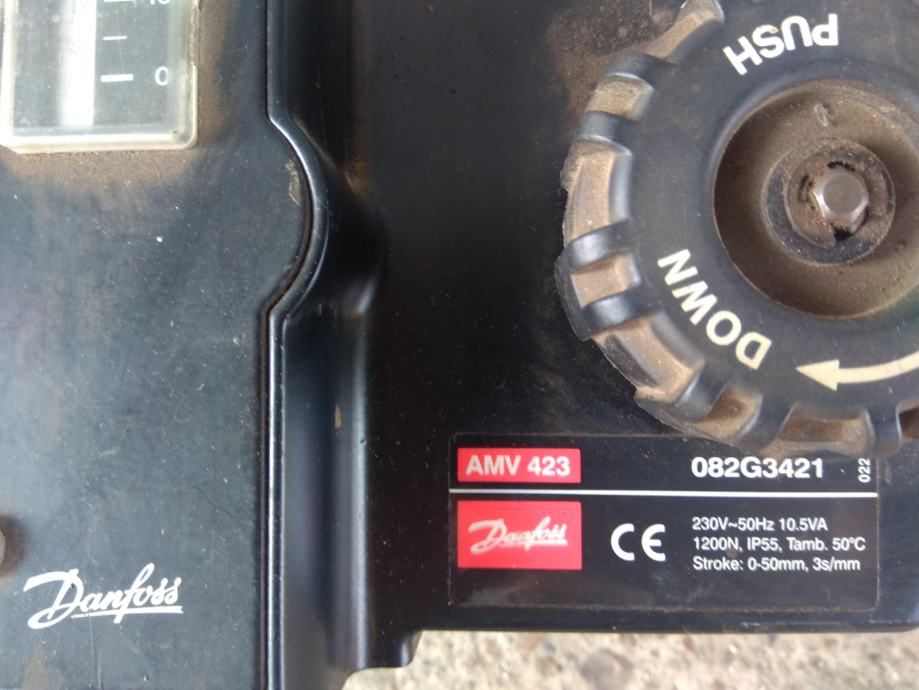 0
PUSH
DOWN
AMV 423
082G3421
022
Danfoss
CE
230V~50Hz 10.5VA
1200N, IP55, Tamb. 50°C
Stroke: 0-50mm, 3s/mm
Danfoss